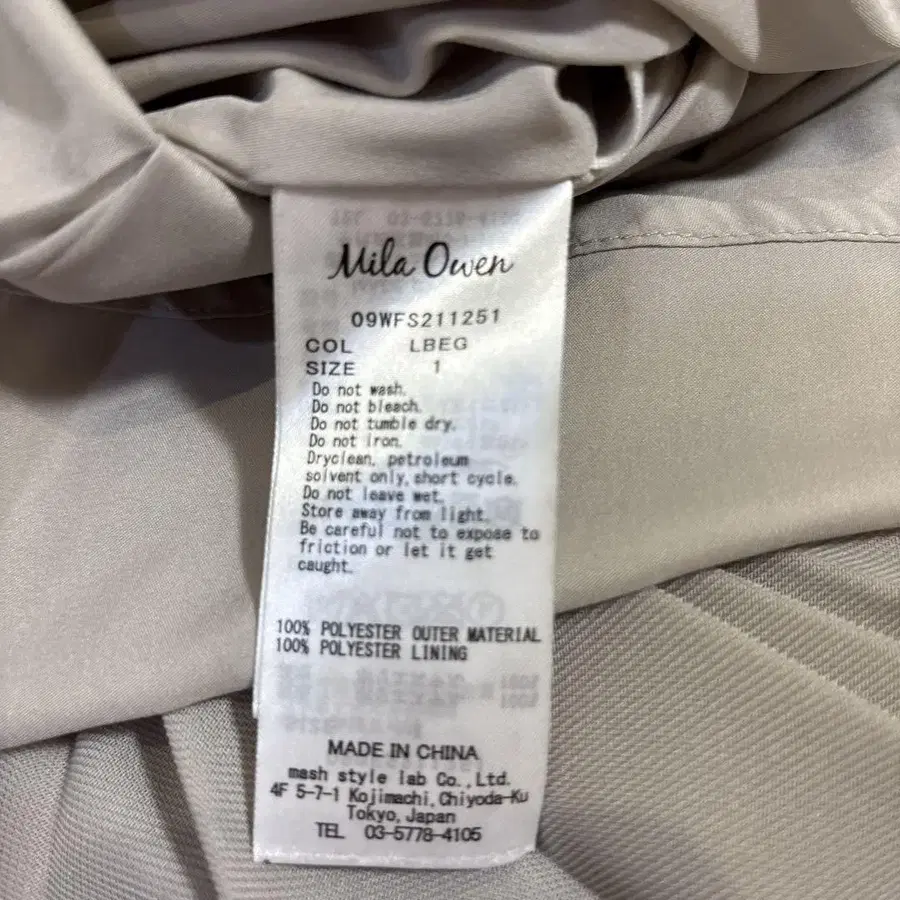 Mila Owen
09WFS211251
COL LBEG
SIZE 1
Do not wash.
Do not bleach.
Do not tumble dry.
Do not iron.
Dryclean, petroleum
solvent only, short cycle.
Do not leave wet.
Store away from light.
Be careful not to expose to
friction or let it get
caught.
100% POLYESTER OUTER MATERIAL
100% POLYESTER LINING
MADE IN CHINA
mash style lab Co.,Ltd.
4F 5-7-1 Kojimachi,Chiyoda-Ku
Tokyo,Japan
TEL 03-5778-4105